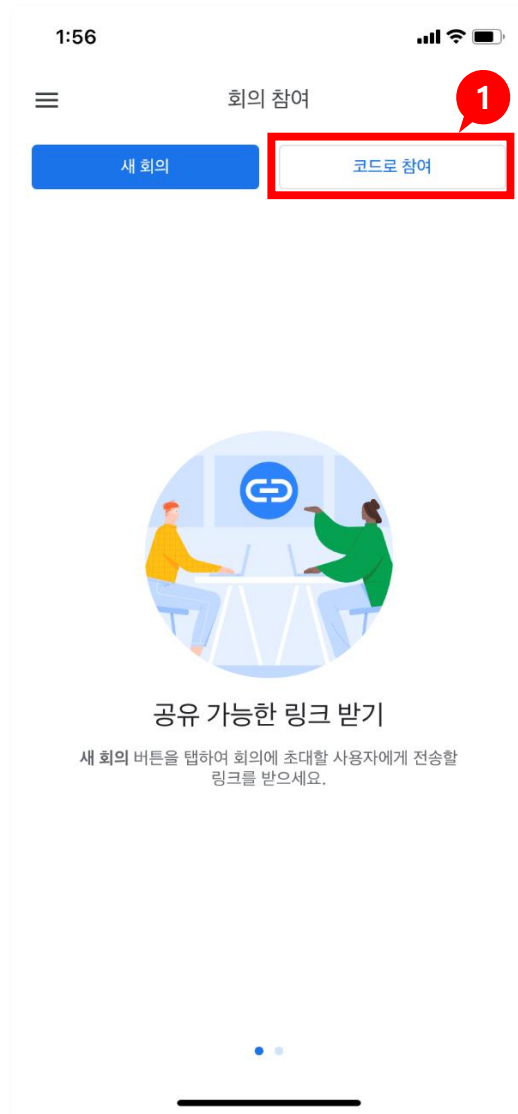 1:56
회의 참여
1
새 회의
코드로 참여
공유 가능한 링크 받기
새 회의 버튼을 탭하여 회의에 초대할 사용자에게 전송할
링크를 받으세요.